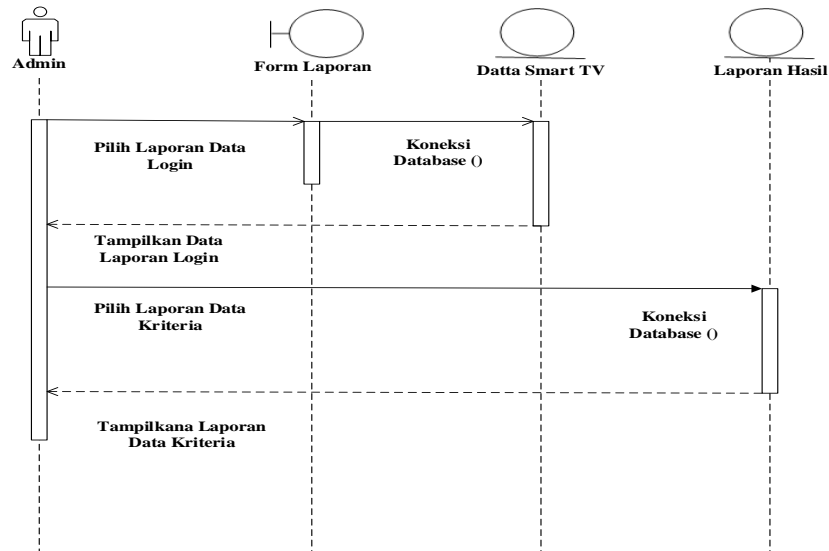 Admin
Form Laporan
Datta Smart TV
Laporan Hasil
Pilih Laporan Data
Login
Koneksi
Database ()
Tampilkan Data
Laporan Login
Pilih Laporan Data
Kriteria
Koneksi
Database ()
Tampilkana Laporan
Data Kriteria